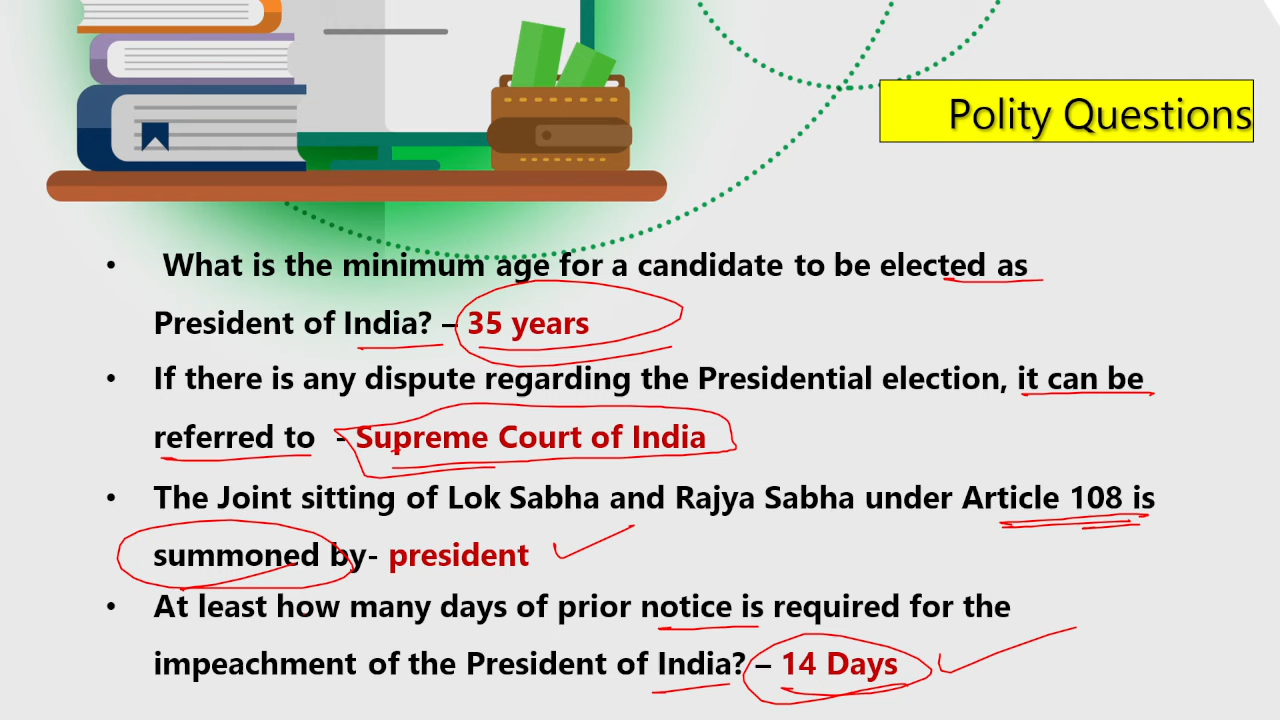 Polity Questions
• What is the minimum age for a candidate to be elected as
President of India? – 35 years
• If there is any dispute regarding the Presidential election, it can be
referred to - Supreme Court of India
• The Joint sitting of Lok Sabha and Rajya Sabha under Article 108 is
summoned by- president
• At least how many days of prior notice is required for the
impeachment of the President of India? – 14 Days